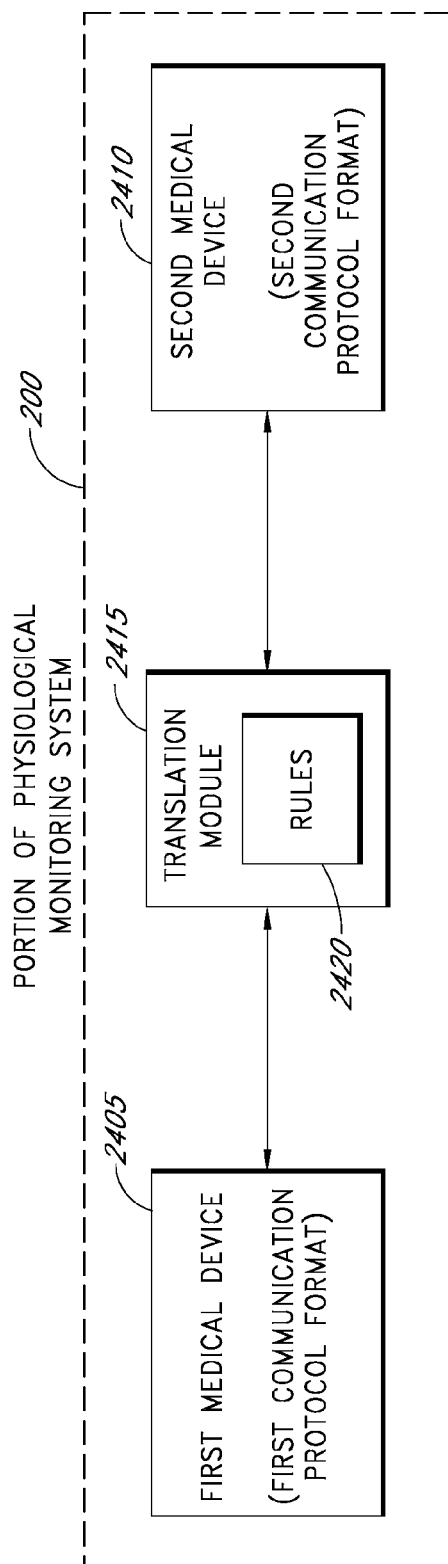 PORTION OF PHYSIOLOGICAL
MONITORING SYSTEM
200
2405
FIRST MEDICAL DEVICE
(FIRST COMMUNICATION
PROTOCOL FORMAT)
2415
TRANSLATION
MODULE
RULES
2420
2410
SECOND MEDICAL
DEVICE
(SECOND
COMMUNICATION
PROTOCOL FORMAT)